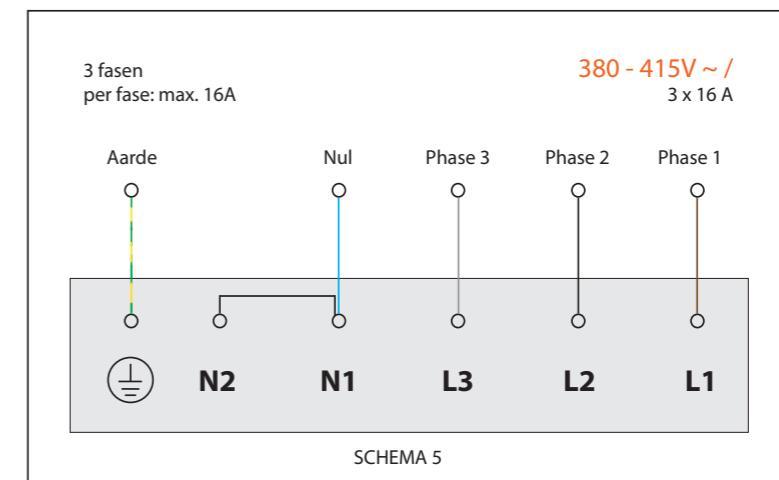 3 fasen
per fase: max. 16A
380 - 415V ~ /
3 x 16 A
Aarde Nul Phase 3 Phase 2 Phase 1
N2 N1 L3 L2 L1
SCHEMA 5